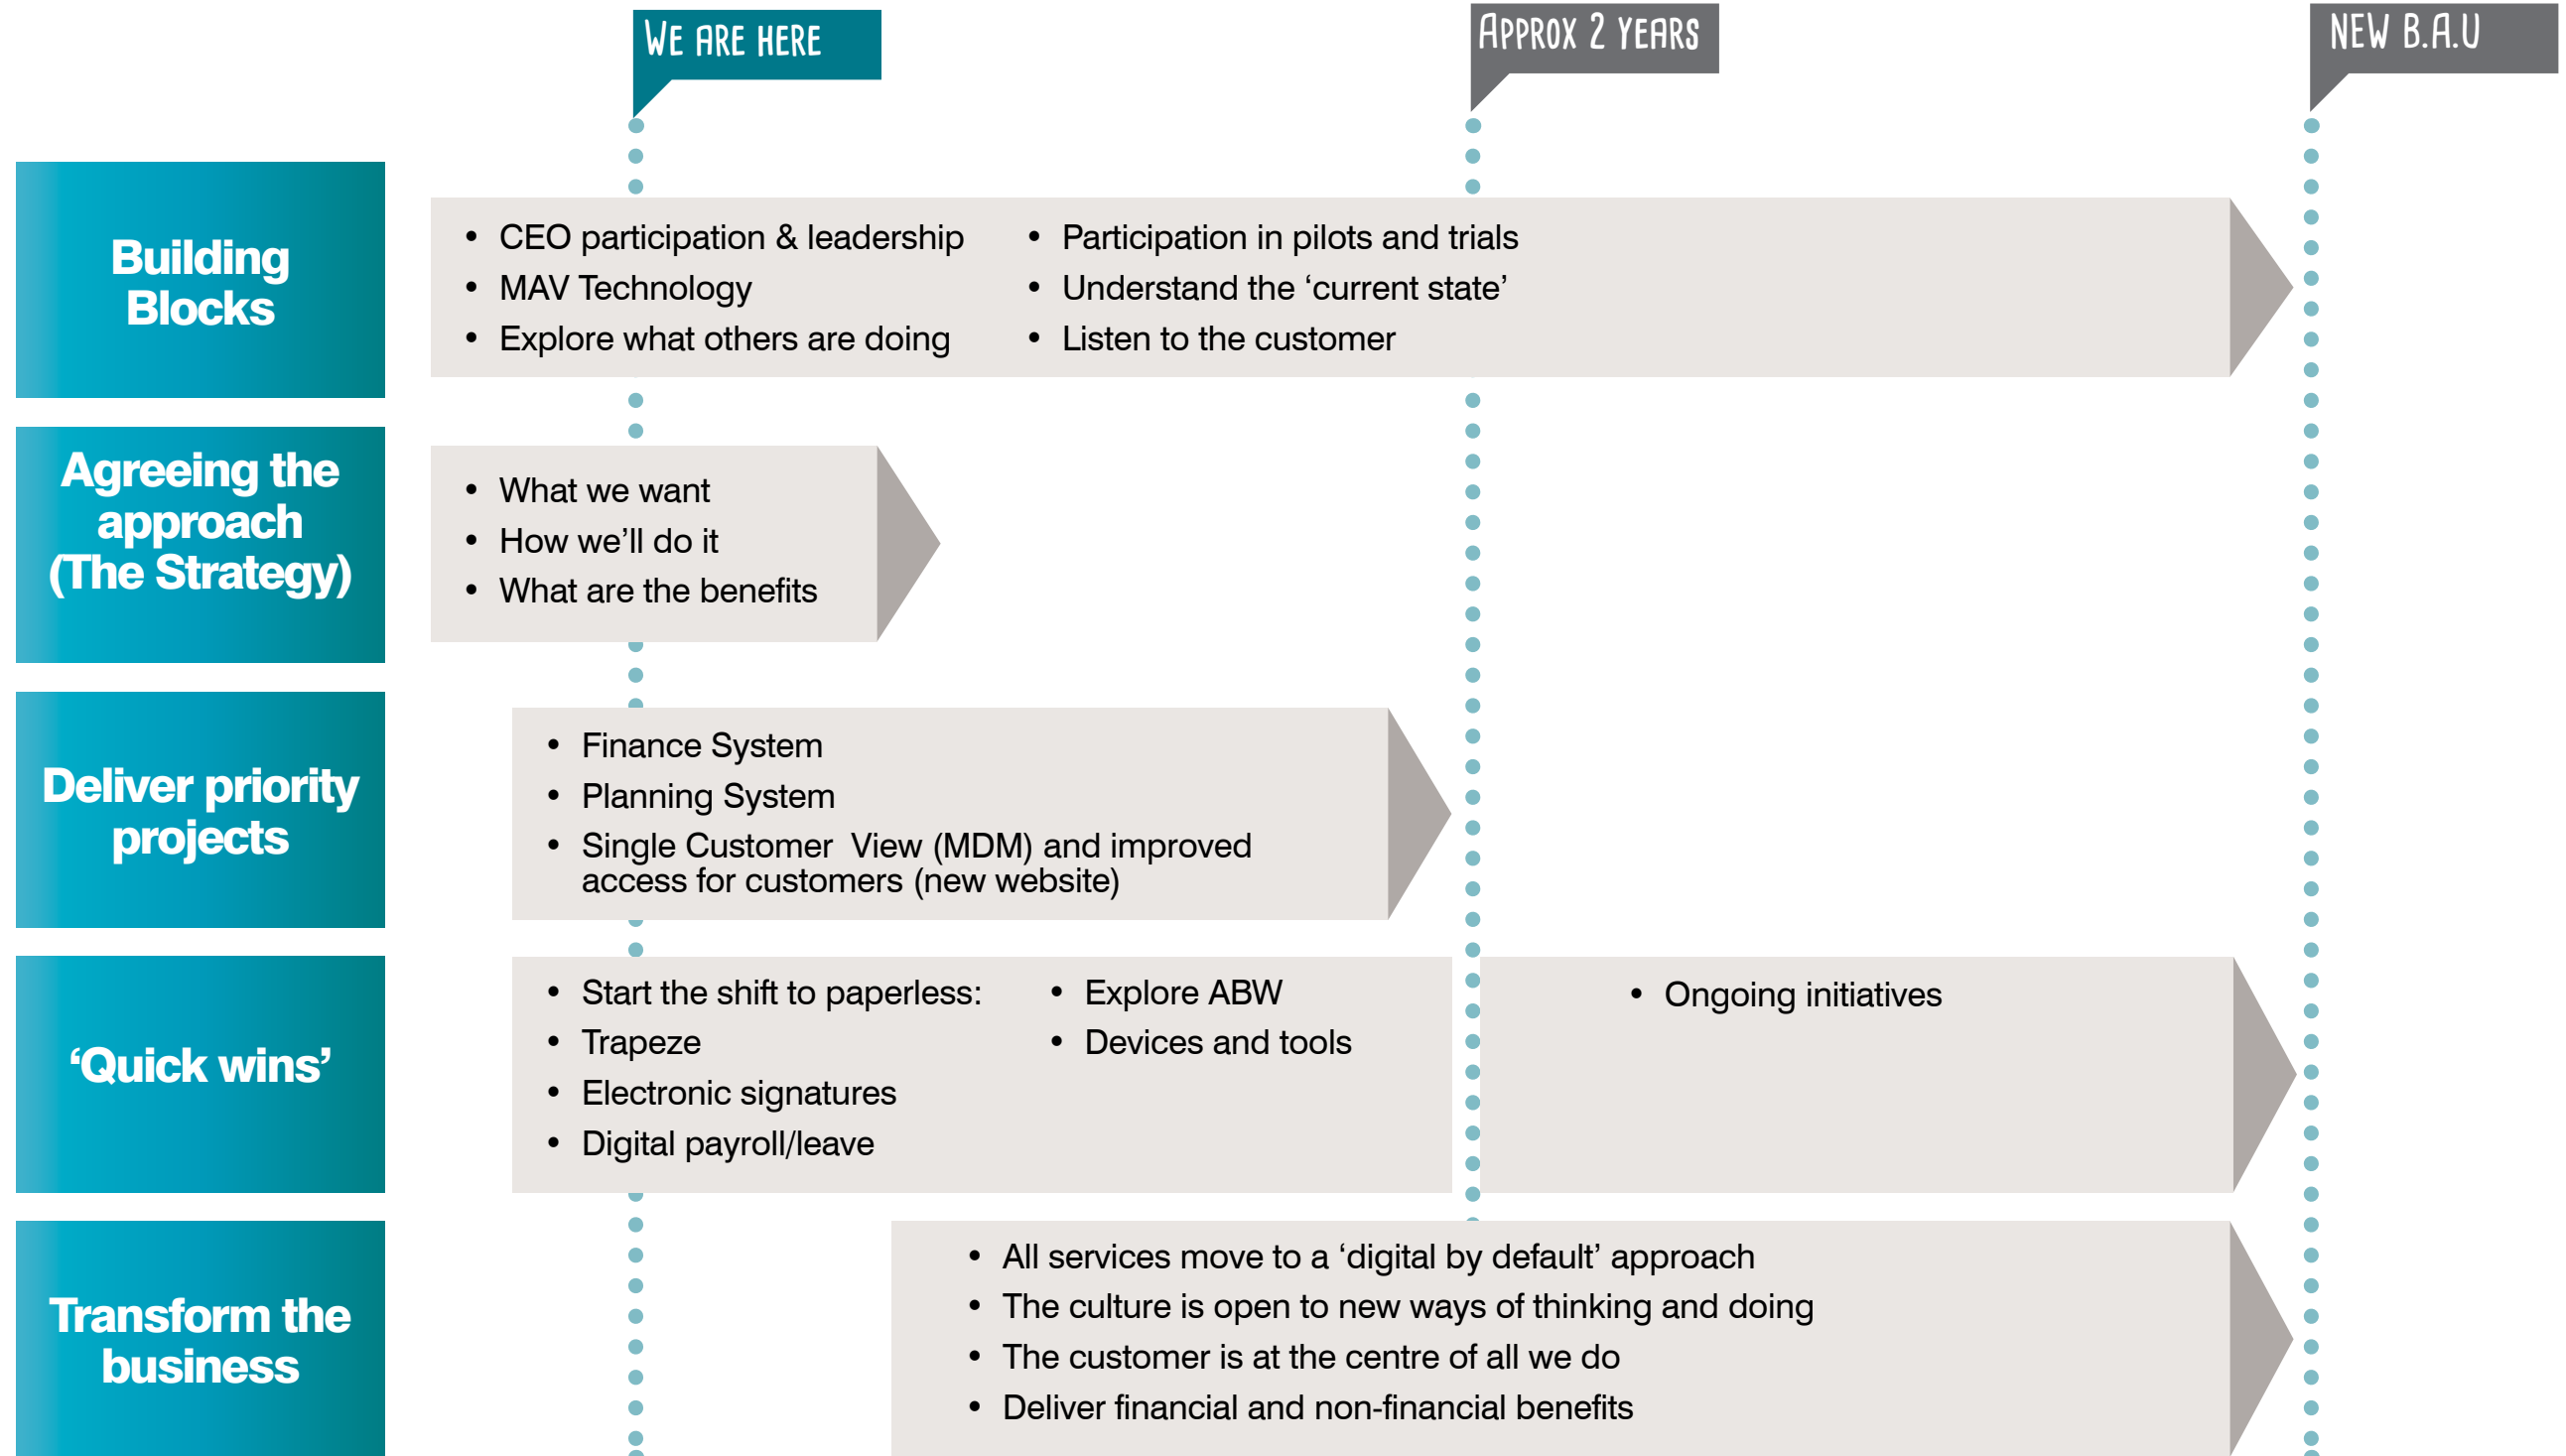 WE ARE HERE
APPROX 2 YEARS
NEW B.A.U
Building
Blocks
• CEO participation & leadership
• MAV Technology
• Explore what others are doing
• Participation in pilots and trials
• Understand the ‘current state’
• Listen to the customer
Agreeing the
approach
(The Strategy)
• What we want
• How we’ll do it
• What are the benefits
Deliver priority
projects
• Finance System
• Planning System
• Single Customer View (MDM) and improved
access for customers (new website)
‘Quick wins’
• Start the shift to paperless:
• Trapeze
• Electronic signatures
• Digital payroll/leave
• Explore ABW
• Devices and tools
• Ongoing initiatives
Transform the
business
• All services move to a ‘digital by default’ approach
• The culture is open to new ways of thinking and doing
• The customer is at the centre of all we do
• Deliver financial and non-financial benefits